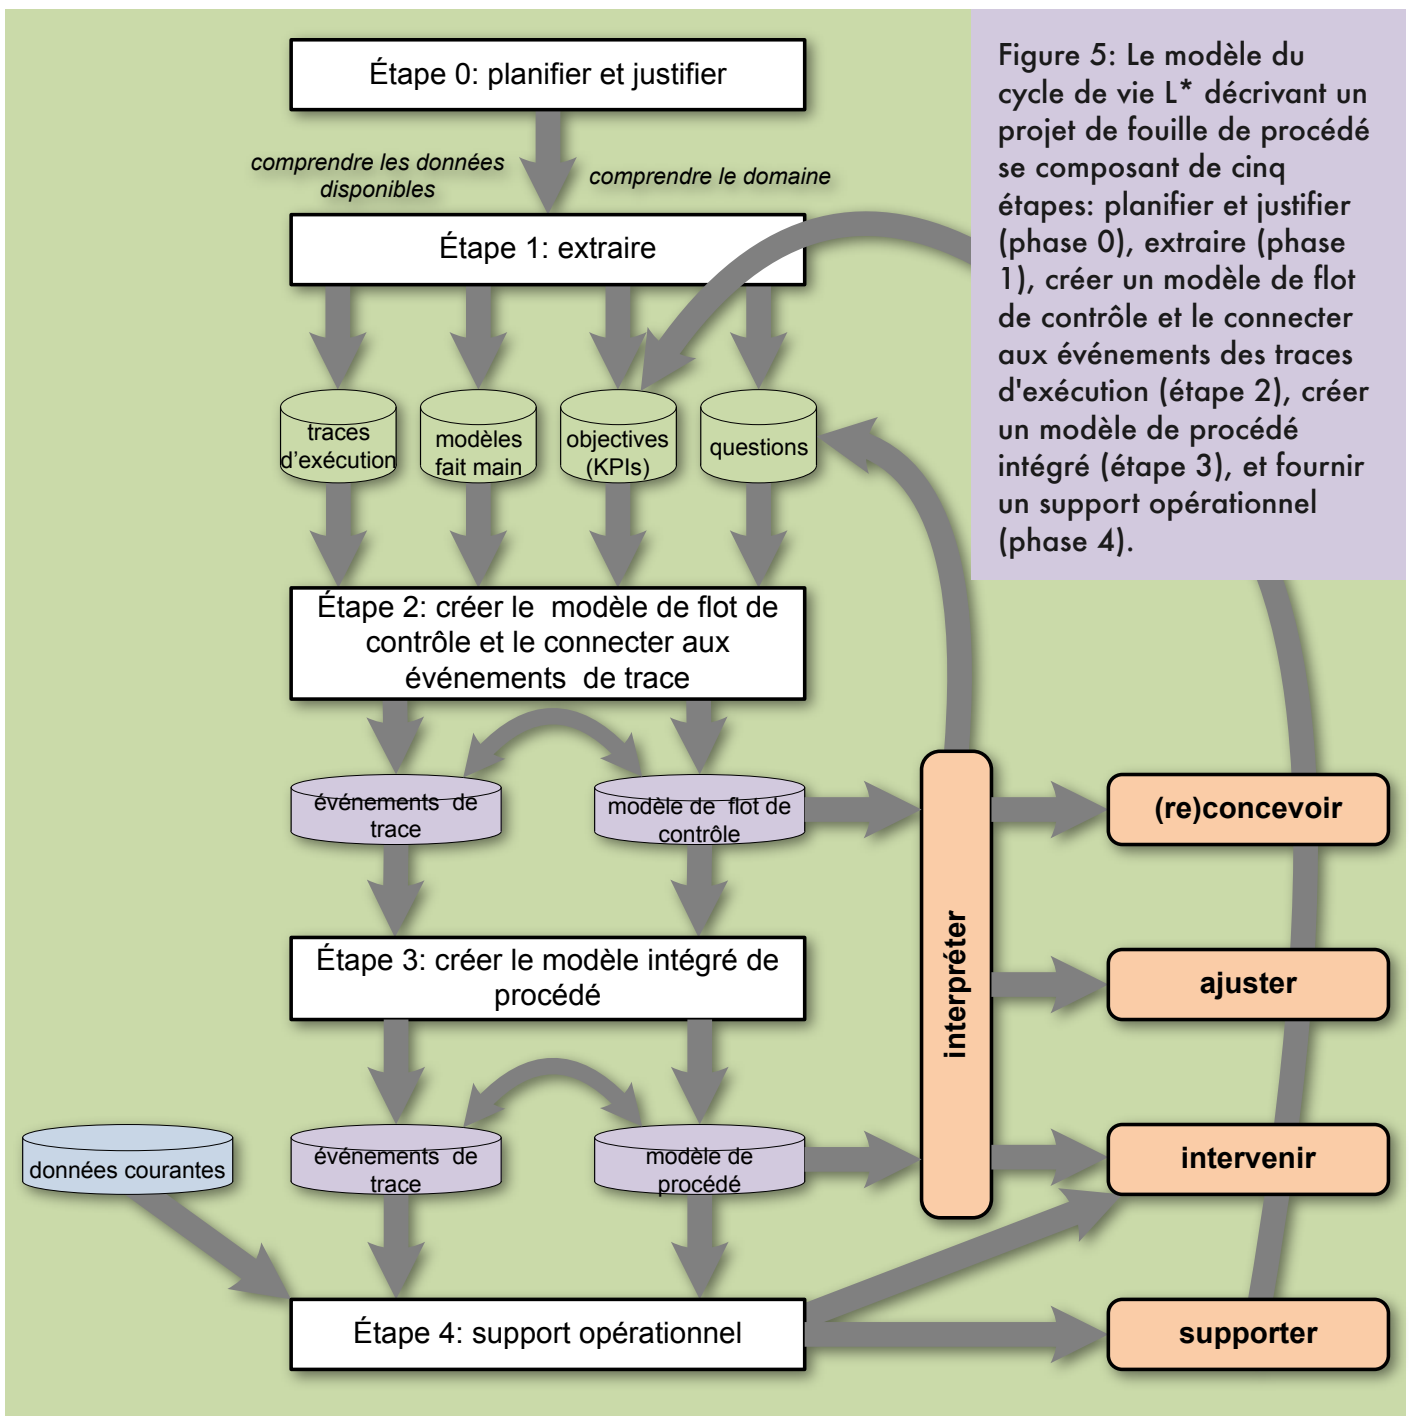 Étape 0: planifier et justifier
comprendre les données
disponibles
comprendre le domaine
Étape 1: extraire
traces
d'exécution
modèles
fait main
objectives
(KPIs)
questions
Étape 2: créer le  modèle de flot de
contrôle et le connecter aux
événements  de trace
événements  de
trace
modèle de  flot de
contrôle
Étape 3: créer le modèle intégré de
procédé
événements  de
trace
modèle de
procédé
données courantes
Étape 4: support opérationnel
interpréter
(re)concevoir
ajuster
intervenir
supporter
Figure 5: Le modèle du
cycle de vie L* décrivant un
projet de fouille de procédé
se composant de cinq
étapes: planifier et justifier
(phase 0), extraire (phase
1), créer un modèle de flot
de contrôle et le connecter
aux événements des traces
d'exécution (étape 2), créer
un modèle de procédé
intégré (étape 3), et fournir
un support opérationnel
(phase 4).